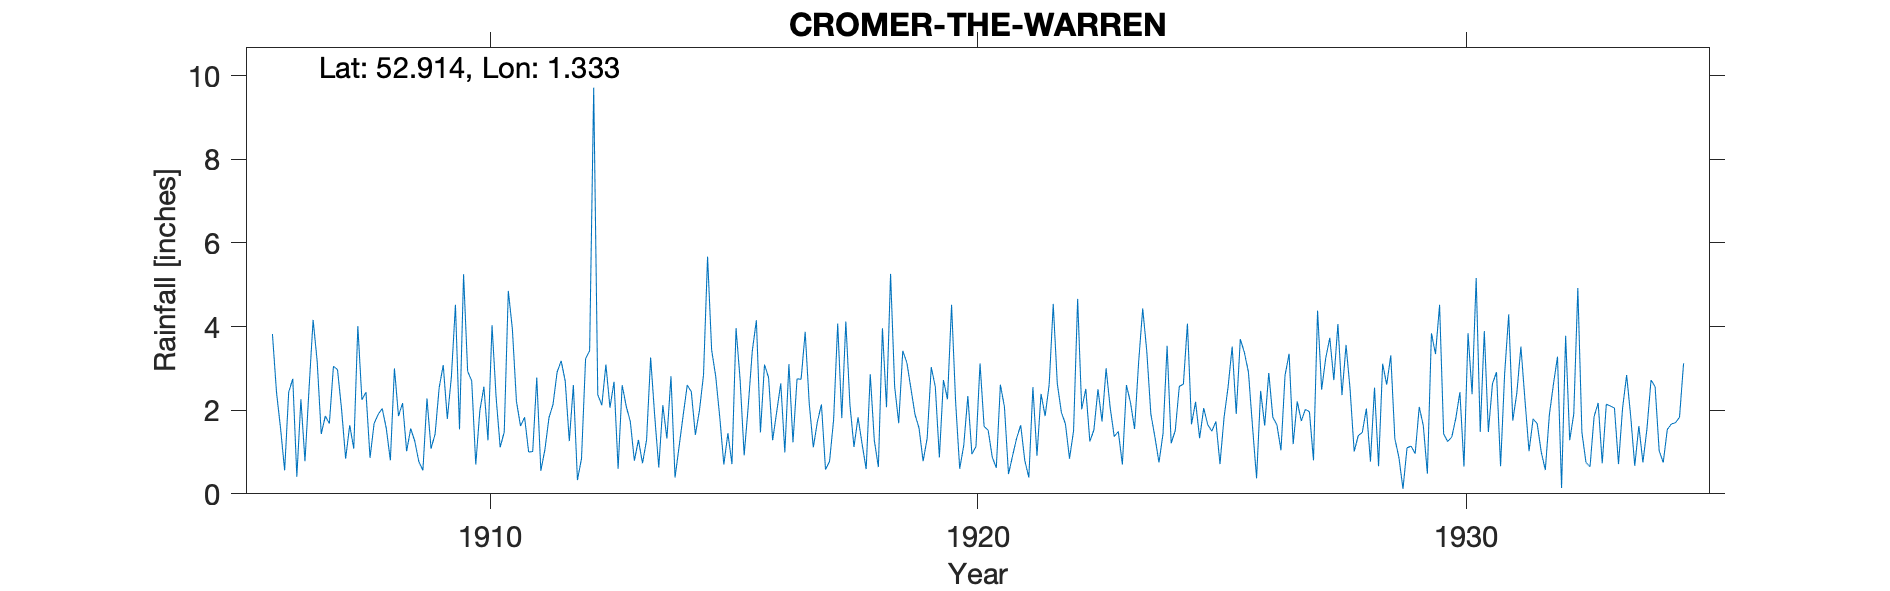 CROMER-THE-WARREN
Lat: 52.914, Lon: 1.333
10
8
6
4
2
0
Rainfall [inches]
1910 1920 1930
Year